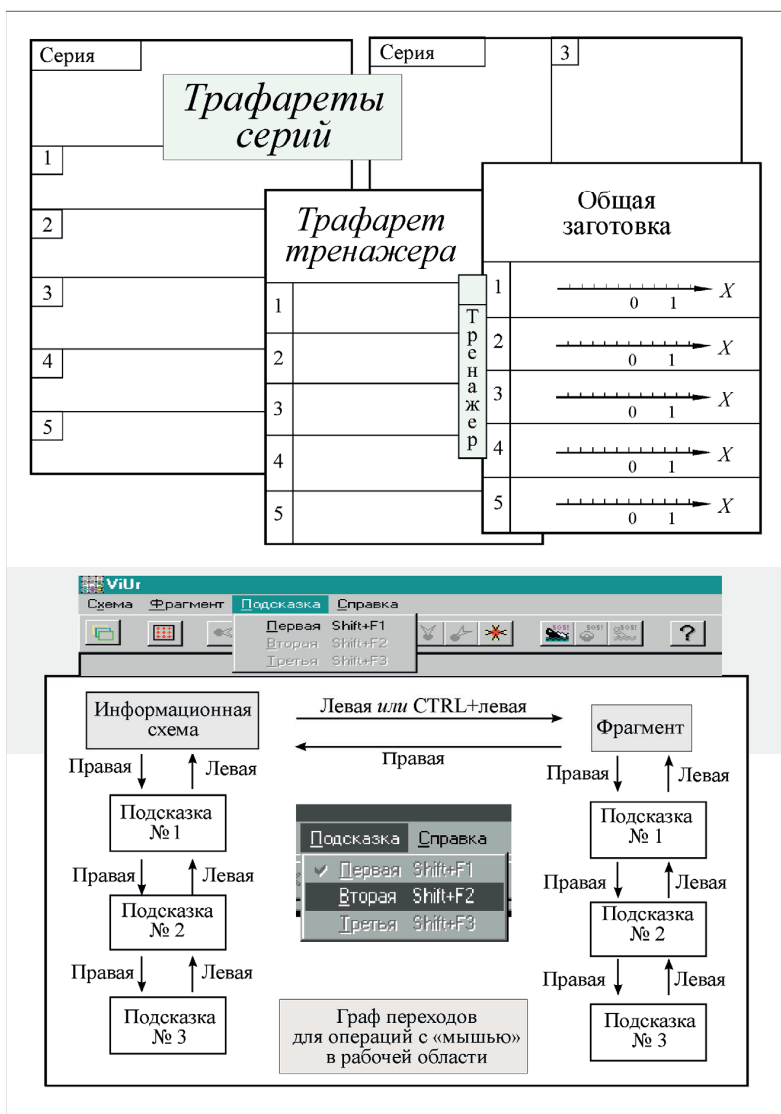 Серия
Серия
3
Трафареты
серий
1
2
3
4
5
Трафарет
тренажера
1
2
3
4
5
Тренажер
Общая
заготовка
1
0 1 X
2
0 1 X
3
0 1 X
4
0 1 X
5
0 1 X
ViUr
Схема Фрагмент Подсказка Справка
Первая Shift+F1
Вторая Shift+F2
Третья Shift+F3
SOS! SOS! SOS!
?
Информационная
схема
Левая или CTRL+левая
Правая
Фрагмент
Правая Левая
Подсказка
№ 1
Правая Левая
Подсказка
№ 2
Правая Левая
Подсказка
№ 3
Подсказка Справка
Первая Shift+F1
Вторая Shift+F2
Третья Shift+F3
Граф переходов
для операций с «мышью»
в рабочей области
Правая Левая
Подсказка
№ 1
Правая Левая
Подсказка
№ 2
Правая Левая
Подсказка
№ 3